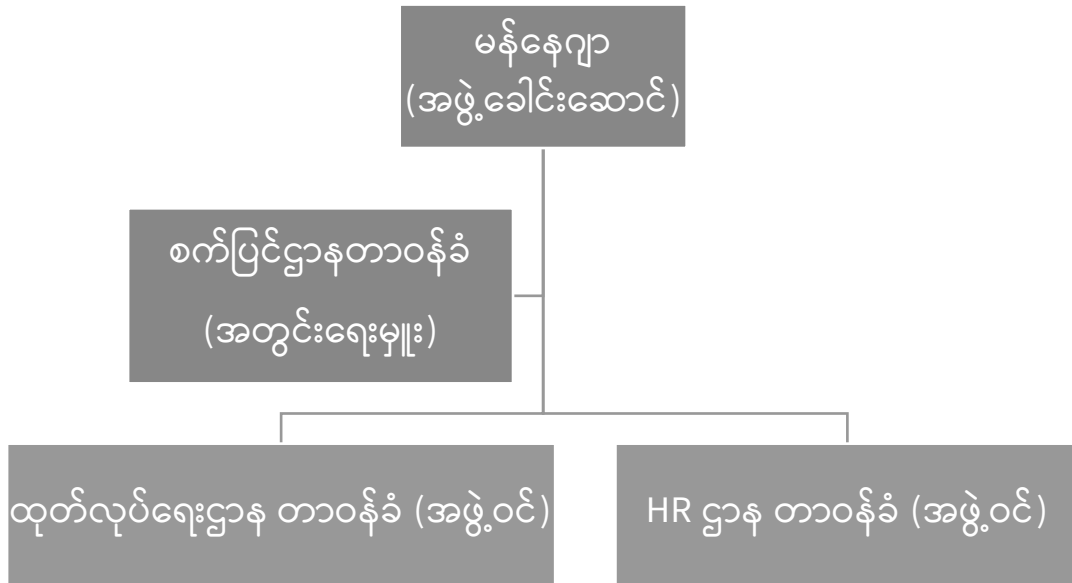 မန်နေဂျာ
(အဖွဲ့ခေါင်းဆောင်)
စက်ပြင်ဌာနတာဝန်ခံ
(အတွင်းရေးမှူး)
ထုတ်လုပ်ရေးဌာန တာဝန်ခံ (အဖွဲ့ဝင်)
HR ဌာန တာဝန်ခံ (အဖွဲ့ဝင်)